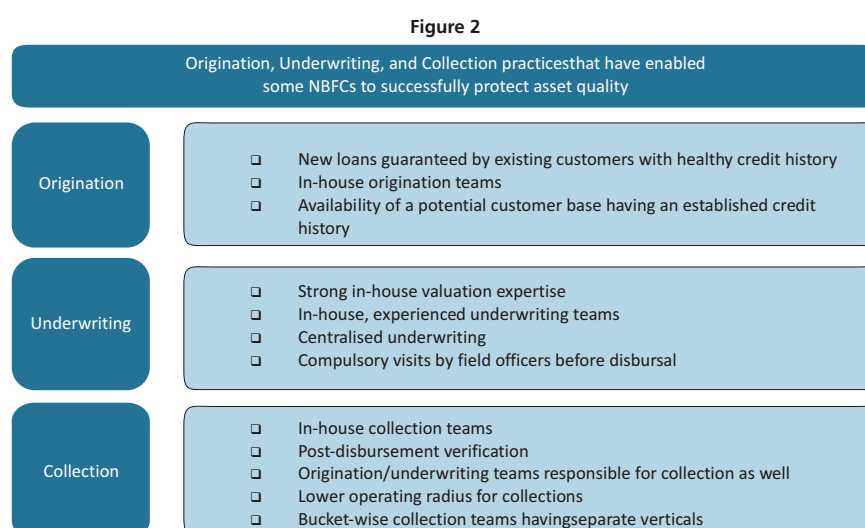 Figure 2
Origination, Underwriting, and Collection practicesthat have enabled
some NBFCs to successfully protect asset quality
Origination
❑ New loans guaranteed by existing customers with healthy credit history
❑ In-house origination teams
❑ Availability of a potential customer base having an established credit
history
Underwriting
❑ Strong in-house valuation expertise
❑ In-house, experienced underwriting teams
❑ Centralised underwriting
❑ Compulsory visits by field officers before disbursal
Collection
❑ In-house collection teams
❑ Post-disbursement verification
❑ Origination/underwriting teams responsible for collection as well
❑ Lower operating radius for collections
❑ Bucket-wise collection teams havingseparate verticals